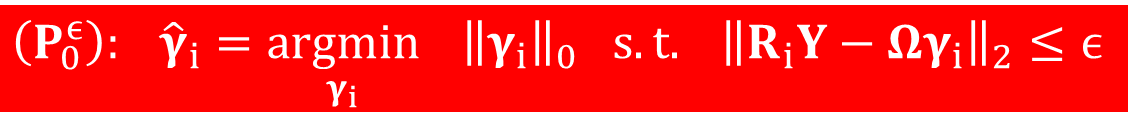 (𝐏₀^ϵ): 𝛄̂ᵢ = argmin ‖𝛄ᵢ‖₀ s. t. ‖𝐑ᵢ𝐘 − 𝛀𝛄ᵢ‖₂ ≤ ϵ
𝛄ᵢ